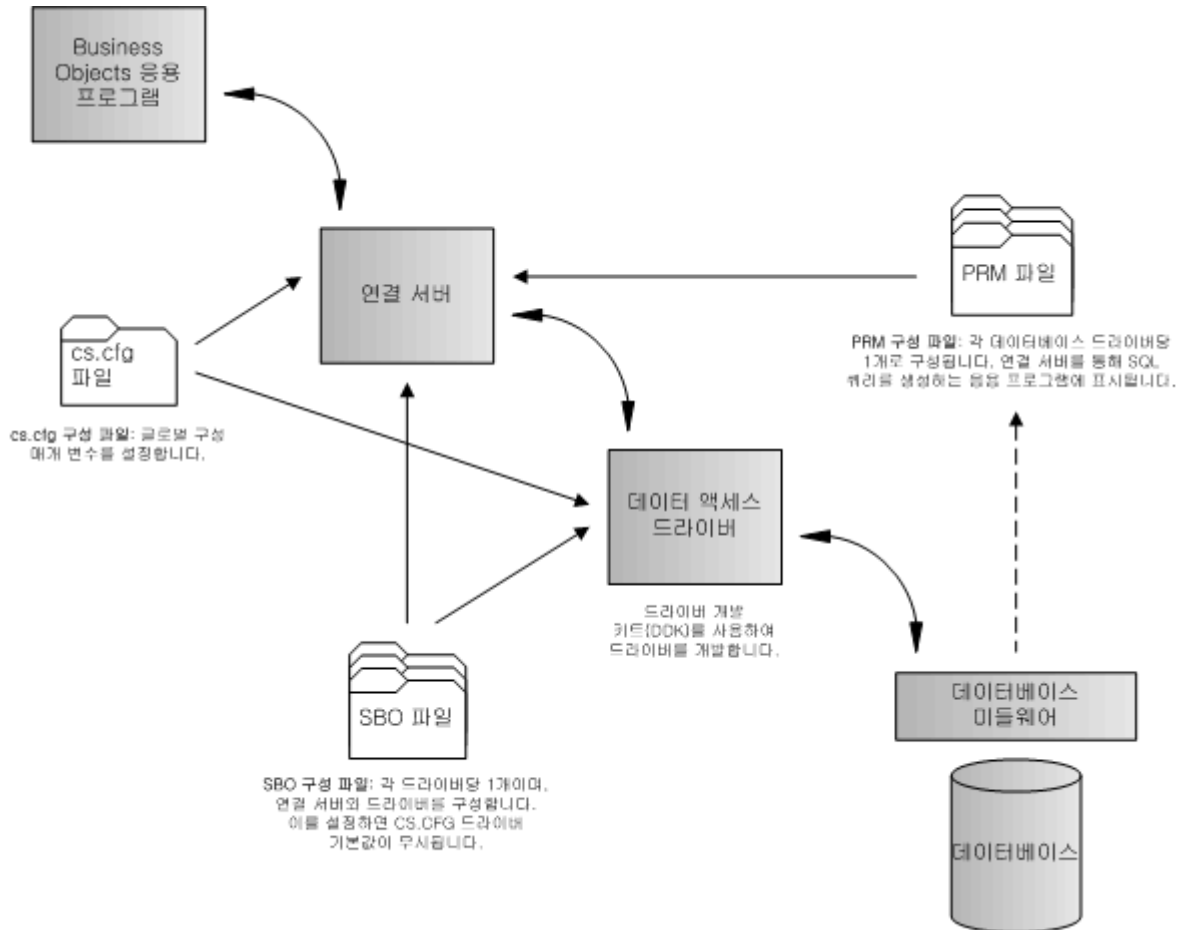 Business
Objects 응용
프로그램
연결 서버
PRM 파일
PRM 구성 파일: 각 데이터베이스 드라이버당
1개로 구성됩니다. 연결 서버를 통해 SQL
쿼리를 생성하는 응용 프로그램에 표시됩니다.
cs.cfg
파일
cs.cfg 구성 파일: 글로벌 구성
매개 변수를 설정합니다.
데이터 액세스
드라이버
드라이버 개발
키트(DDK)를 사용하여
드라이버를 개발합니다.
SBO 파일
SBO 구성 파일: 각 드라이버당 1개이며,
연결 서버와 드라이버를 구성합니다.
이를 설정하면 CS.CFG 드라이버
기본값이 무시됩니다.
데이터베이스
미들웨어
데이터베이스